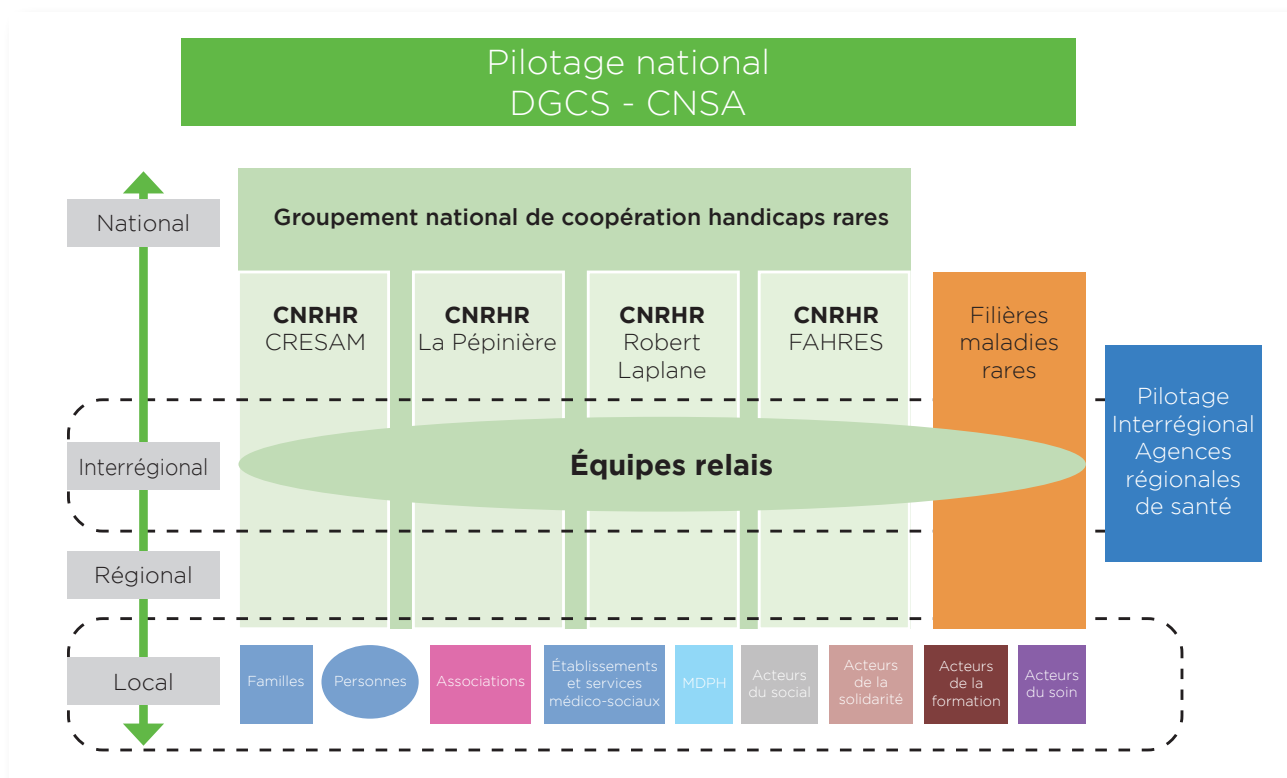 Pilotage national
DGCS - CNSA
National
Groupement national de coopération handicaps rares
CNRHR
CRESAM
CNRHR
La Pépinière
CNRHR
Robert
Laplane
CNRHR
FAHRES
Filières
maladies
rares
Pilotage
Interrégional
Agences
régionales
de santé
Interrégional
Équipes relais
Régional
Local
Familles
Personnes
Associations
Établissements
et services
médico-sociaux
MDPH
Acteurs
du social
Acteurs
de la
solidarité
Acteurs
de la
formation
Acteurs
du soin